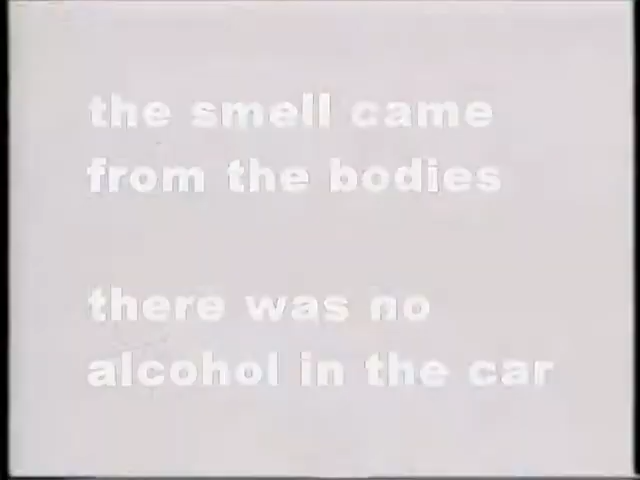 the smell came
from the bodies
there was no
alcohol in the car